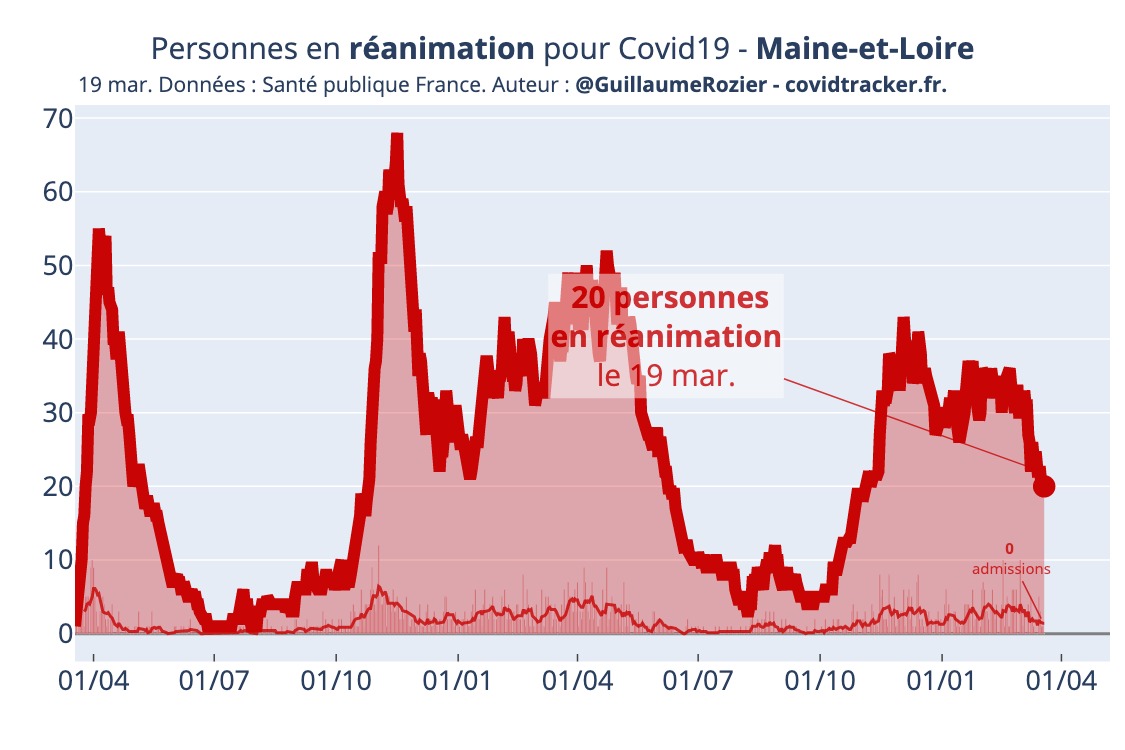 Personnes en réanimation pour Covid19 - Maine-et-Loire
19 mar. Données : Santé publique France. Auteur : @GuillaumeRozier - covidtracker.fr.
70
60
50
40
30
20
10
0
20 personnes
en réanimation
le 19 mar.
0
admissions
01/04 01/07 01/10 01/01 01/04 01/07 01/10 01/01 01/04